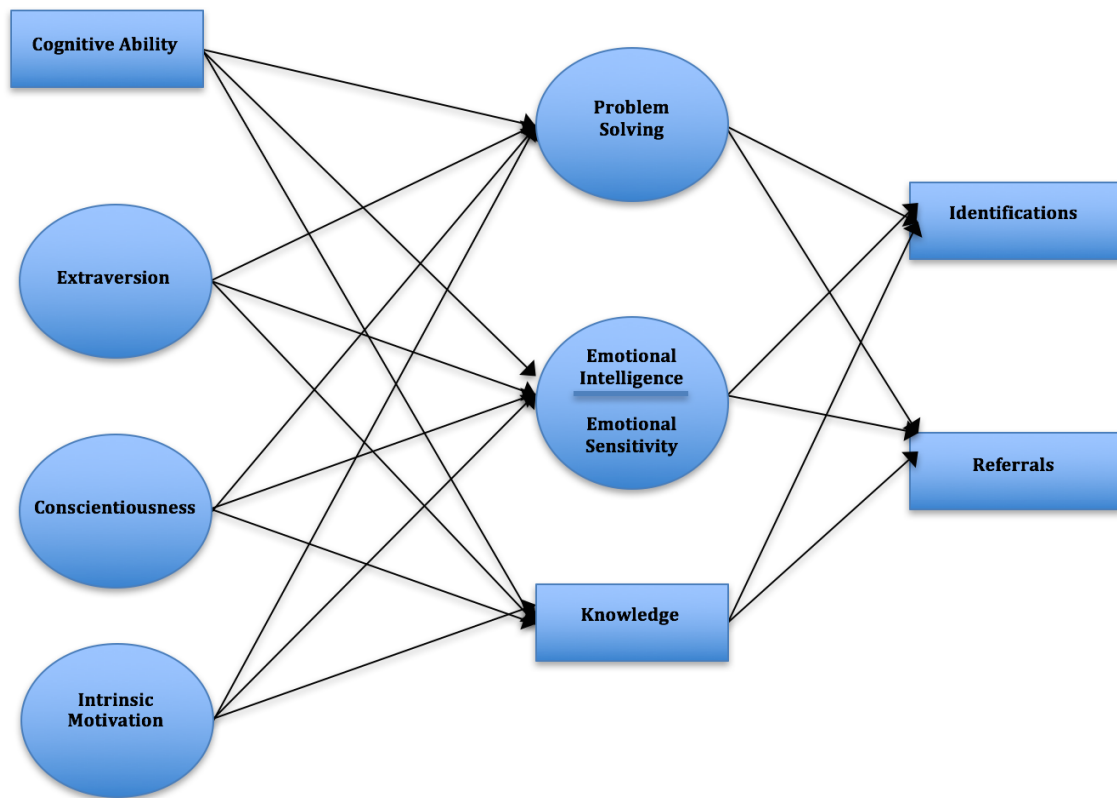 Cognitive Ability
Extraversion
Conscientiousness
Intrinsic
Motivation
Problem
Solving
Emotional
Intelligence
Emotional
Sensitivity
Knowledge
Identifications
Referrals